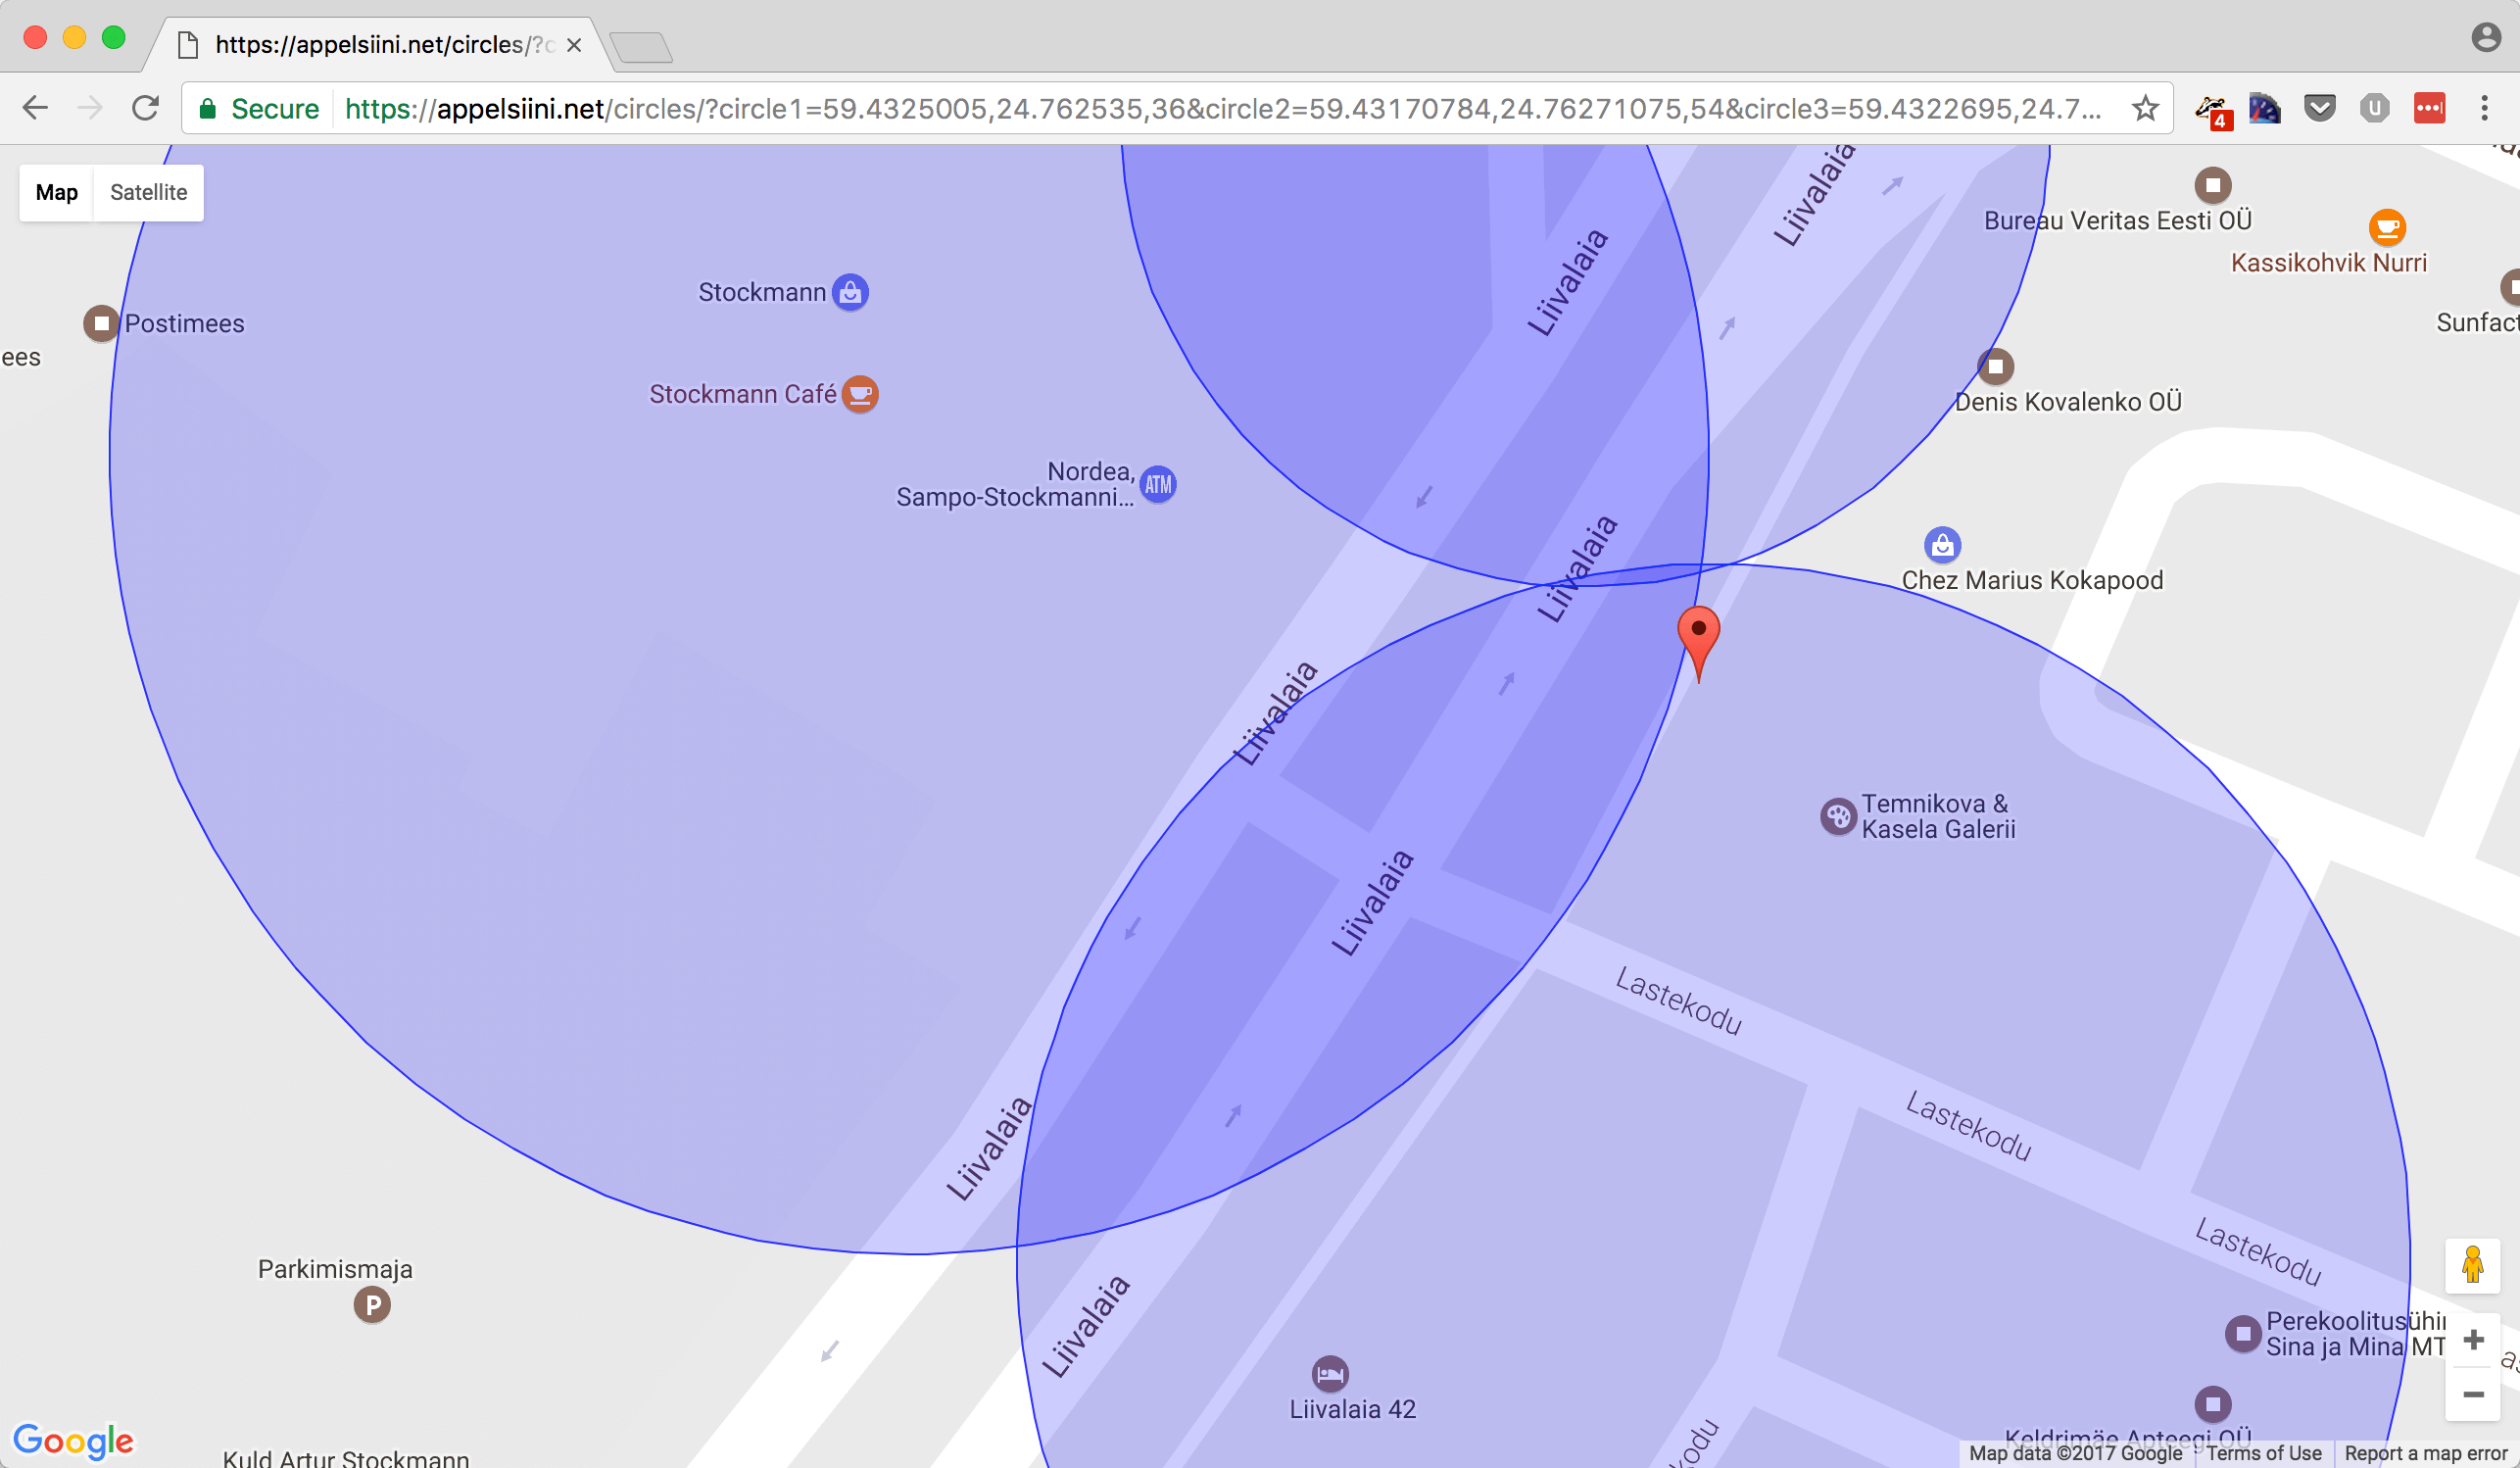 https://appelsiini.net/circles/?c
Secure
https://appelsiini.net/circles/?circle1=59.4325005,24.762535,36&circle2=59.43170784,24.76271075,54&circle3=59.4322695,24.7...
4
Map
Satellite
Liivalaia
Bureau Veritas Eesti OÜ
Kassikohvik Nurri
Stockmann
Liivalaia
Postimees
Sunfact
ees
Stockmann Café
Denis Kovalenko OÜ
Nordea,
Sampo-Stockmanni...
ATM
Liivalaia
Chez Marius Kokapood
Liivalaia
Temnikova &
Kasela Galerii
Liivalaia
Lastekodu
Lastekodu
Liivalaia
Lastekodu
Parkimismaja
P
Liivalaia
Perekoolitusühin
Sina ja Mina MT
Liivalaia 42
Keldrimäe Apteegi OÜ
kodu
Google
Kuld Artur Stockmann
Map data ©2017 Google
Terms of Use
Report a map error